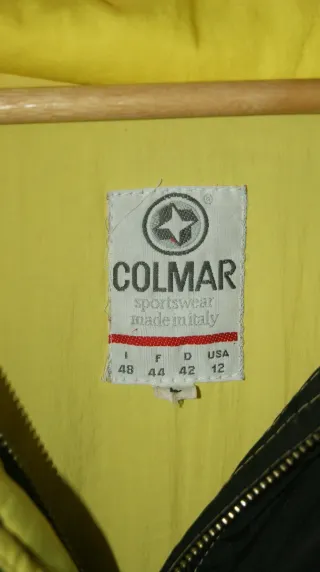 ®
COLMAR
sportswear
made in italy
I F D USA
48 44 42 12